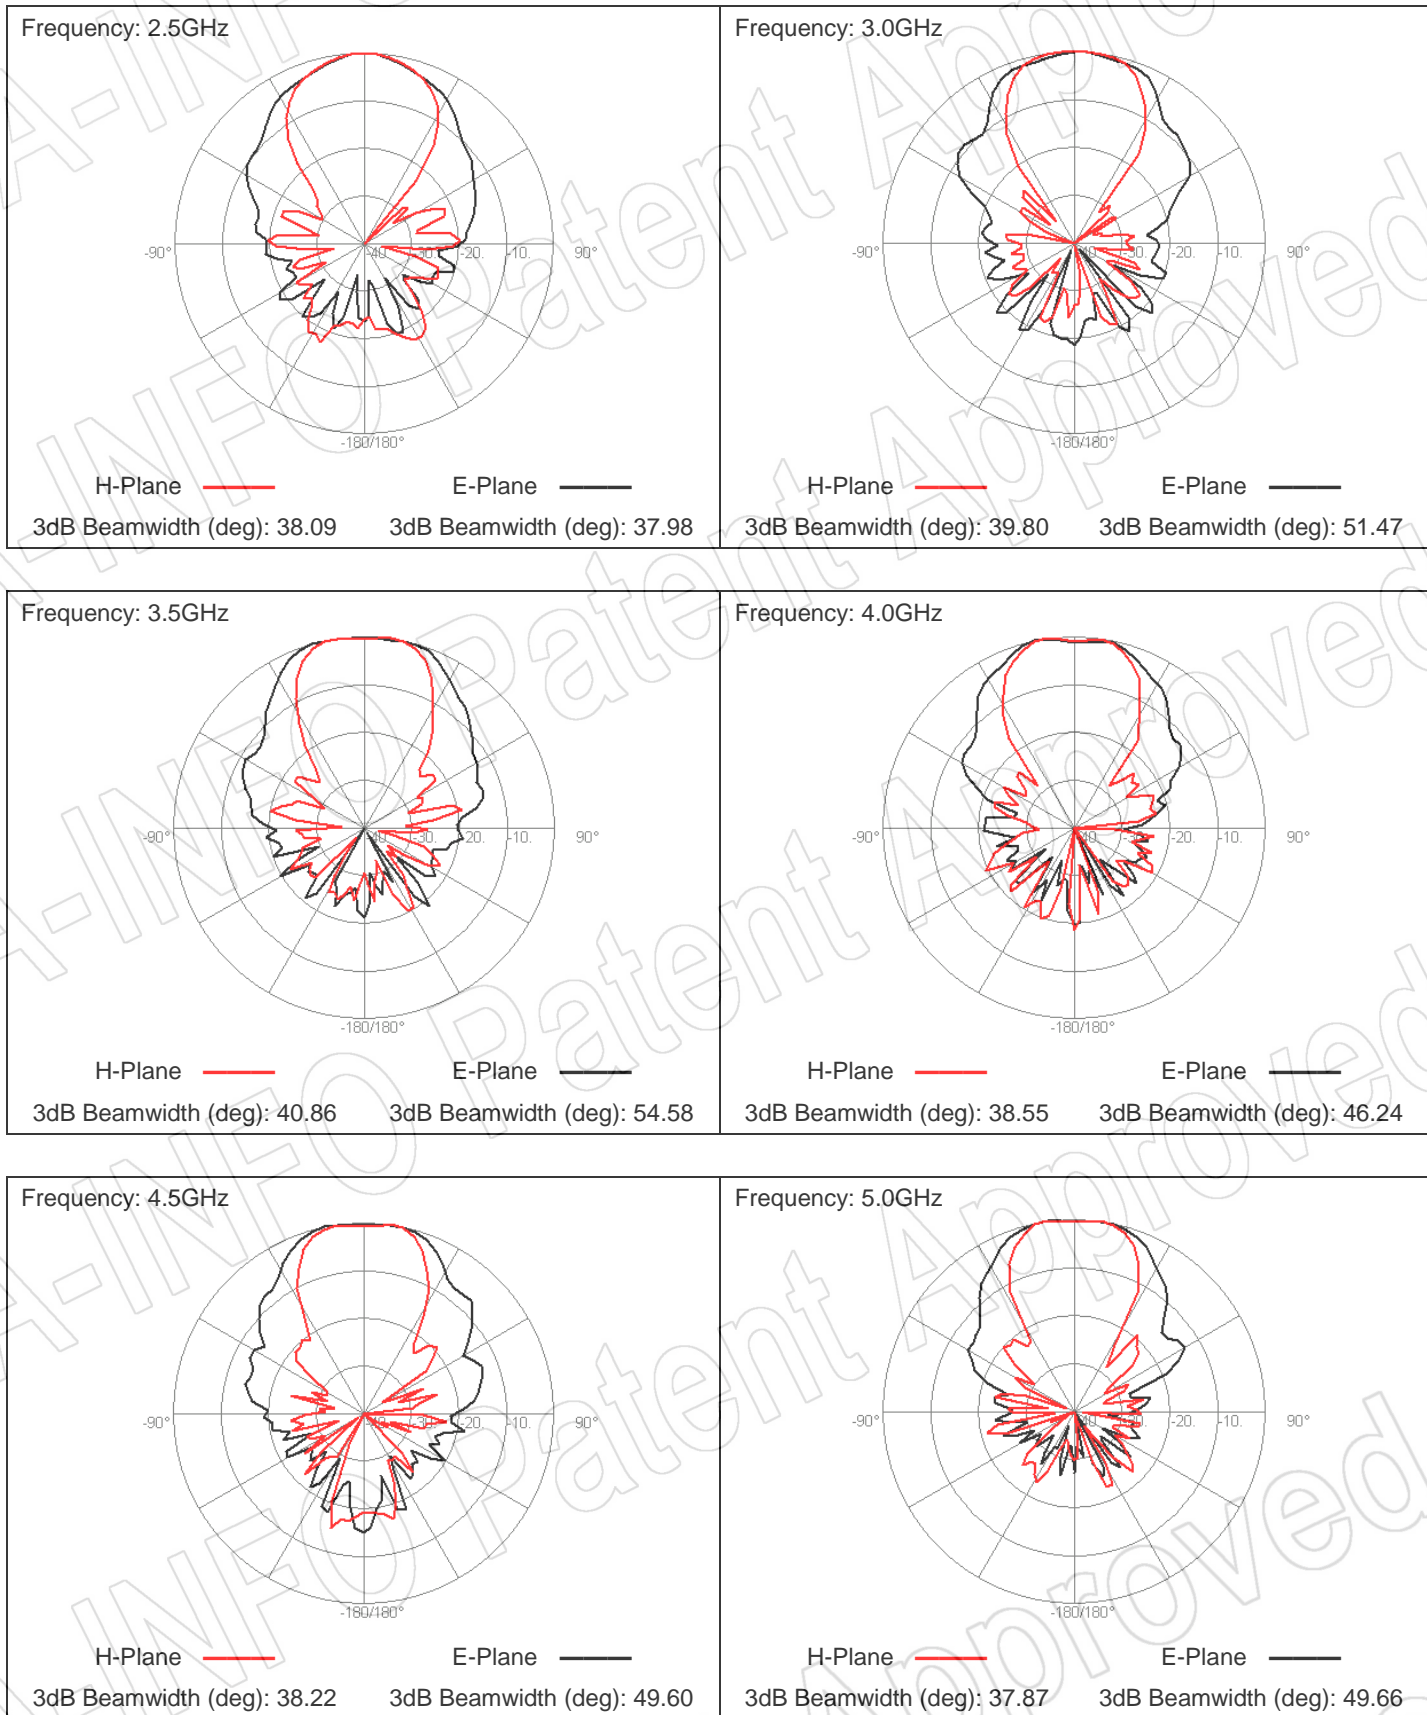 Frequency: 2.5GHz
-90°
-40.
-30.
-20.
-10.
90°
-180/180°
H-Plane
E-Plane
3dB Beamwidth (deg): 38.09
3dB Beamwidth (deg): 37.98
Frequency: 3.0GHz
-90°
-40.
-30.
-20.
-10.
90°
-180/180°
H-Plane
E-Plane
3dB Beamwidth (deg): 39.80
3dB Beamwidth (deg): 51.47
Frequency: 3.5GHz
-90°
-40.
-30.
-20.
-10.
90°
-180/180°
H-Plane
E-Plane
3dB Beamwidth (deg): 40.86
3dB Beamwidth (deg): 54.58
Frequency: 4.0GHz
-90°
-40.
-30.
-20.
-10.
90°
-180/180°
H-Plane
E-Plane
3dB Beamwidth (deg): 38.55
3dB Beamwidth (deg): 46.24
Frequency: 4.5GHz
-90°
-40.
-30.
-20.
-10.
90°
-180/180°
H-Plane
E-Plane
3dB Beamwidth (deg): 38.22
3dB Beamwidth (deg): 49.60
Frequency: 5.0GHz
-90°
-40.
-30.
-20.
-10.
90°
-180/180°
H-Plane
E-Plane
3dB Beamwidth (deg): 37.87
3dB Beamwidth (deg): 49.66
A-INFO Patent Approved
A-INFO Patent Approved
A-INFO Patent Approved
A-INFO Patent Approved